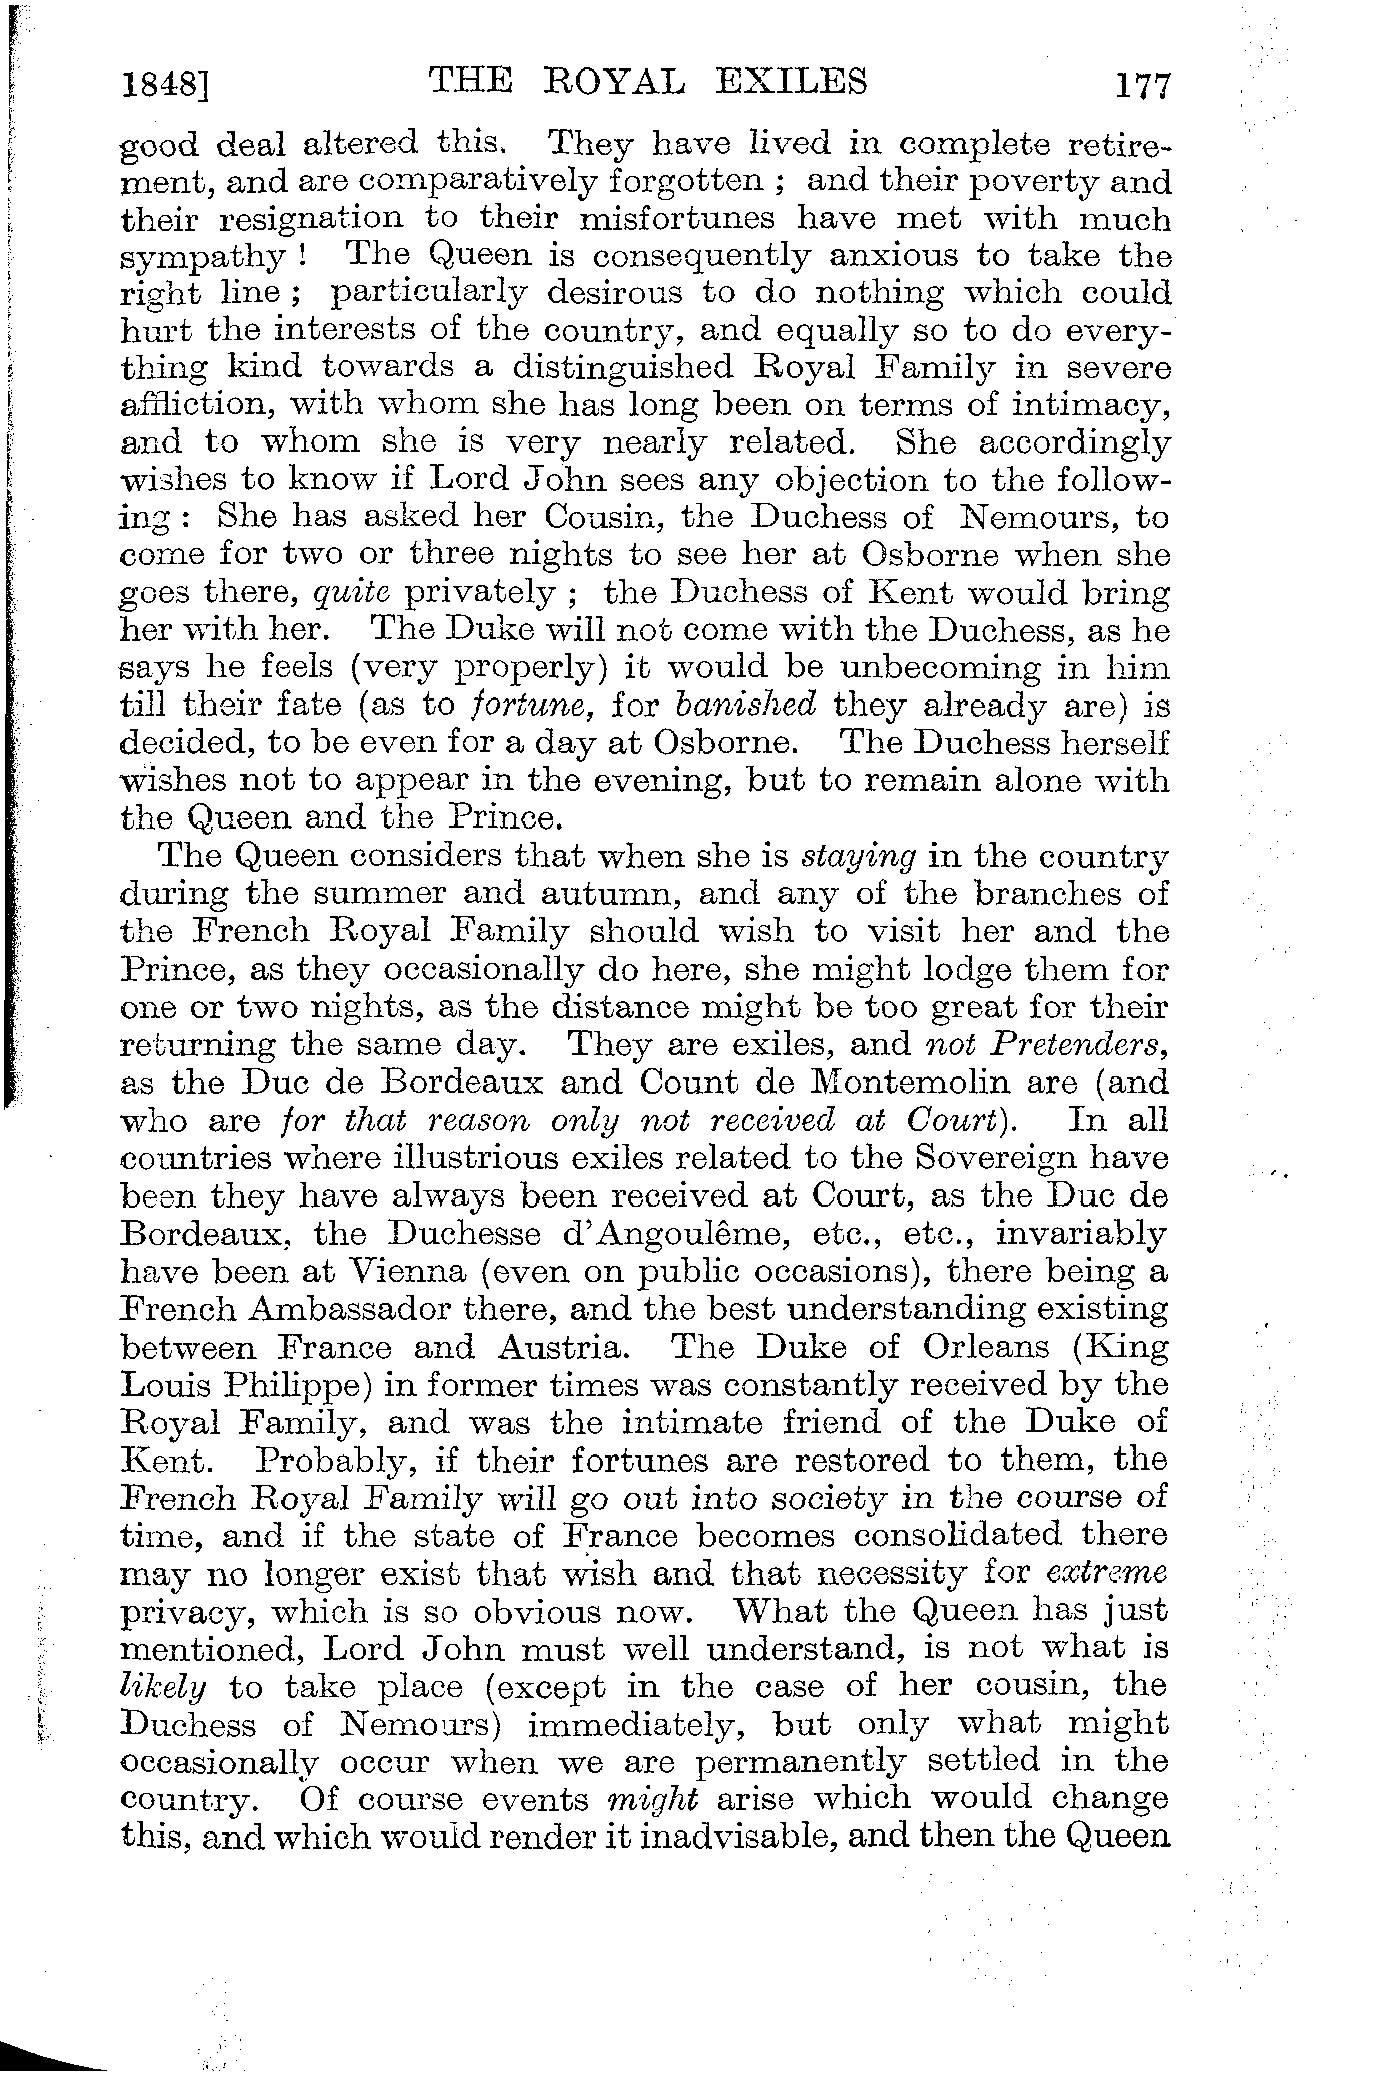 1848] THE ROYAL EXILES 177
good deal altered this. They have lived in complete retire-
ment, and are comparatively forgotten ; and their poverty and
their resignation to their misfortunes have met with much
sympathy ! The Queen is consequently anxious to take the
right line ; particularly desirous to do nothing which could
hurt the interests of the country, and equally so to do every-
thing kind towards a distinguished Royal Family in severe
affliction, with whom she has long been on terms of intimacy,
and to whom she is very nearly related. She accordingly
wishes to know if Lord John sees any objection to the follow-
ing : She has asked her Cousin, the Duchess of Nemours, to
come for two or three nights to see her at Osborne when she
goes there, quite privately ; the Duchess of Kent would bring
her with her. The Duke will not come with the Duchess, as he
says he feels (very properly) it would be unbecoming in him
till their fate (as to fortune, for banished they already are) is
decided, to be even for a day at Osborne. The Duchess herself
wishes not to appear in the evening, but to remain alone with
the Queen and the Prince.
The Queen considers that when she is staying in the country
during the summer and autumn, and any of the branches of
the French Royal Family should wish to visit her and the
Prince, as they occasionally do here, she might lodge them for
one or two nights, as the distance might be too great for their
returning the same day. They are exiles, and not Pretenders,
as the Duc de Bordeaux and Count de Montemolin are (and
who are for that reason only not received at Court). In all
countries where illustrious exiles related to the Sovereign have
been they have always been received at Court, as the Duc de
Bordeaux, the Duchesse d'Angoulême, etc., etc., invariably
have been at Vienna (even on public occasions), there being a
French Ambassador there, and the best understanding existing
between France and Austria. The Duke of Orleans (King
Louis Philippe) in former times was constantly received by the
Royal Family, and was the intimate friend of the Duke of
Kent. Probably, if their fortunes are restored to them, the
French Royal Family will go out into society in the course of
time, and if the state of France becomes consolidated there
may no longer exist that wish and that necessity for extreme
privacy, which is so obvious now. What the Queen has just
mentioned, Lord John must well understand, is not what is
likely to take place (except in the case of her cousin, the
Duchess of Nemours) immediately, but only what might
occasionally occur when we are permanently settled in the
country. Of course events might arise which would change
this, and which would render it inadvisable, and then the Queen